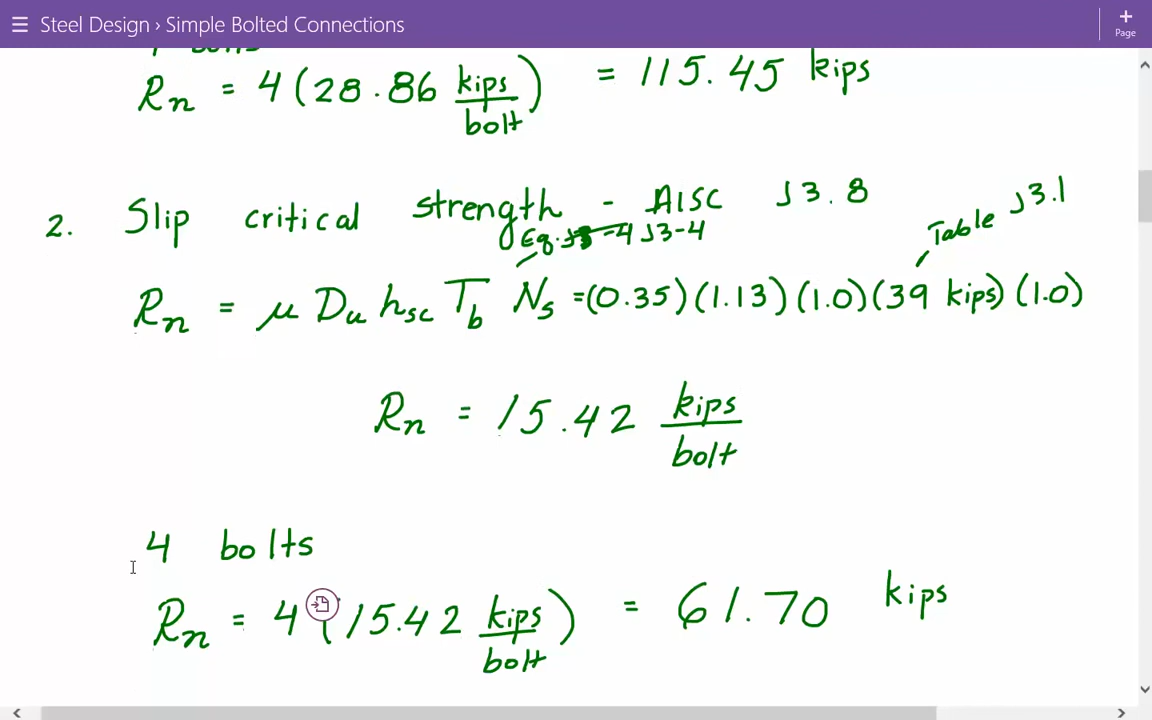 Steel Design › Simple Bolted Connections
Page
Rn = 4 (28.86 kips/bolt) = 115.45 kips
2. Slip critical strength - AISC J3.8
Eq. J3-4
Table J3.1
Rn = μ Du hsc Tb Ns = (0.35)(1.13)(1.0)(39 kips)(1.0)
Rn = 15.42 kips/bolt
4 bolts
Rn = 4 (15.42 kips/bolt) = 61.70 kips